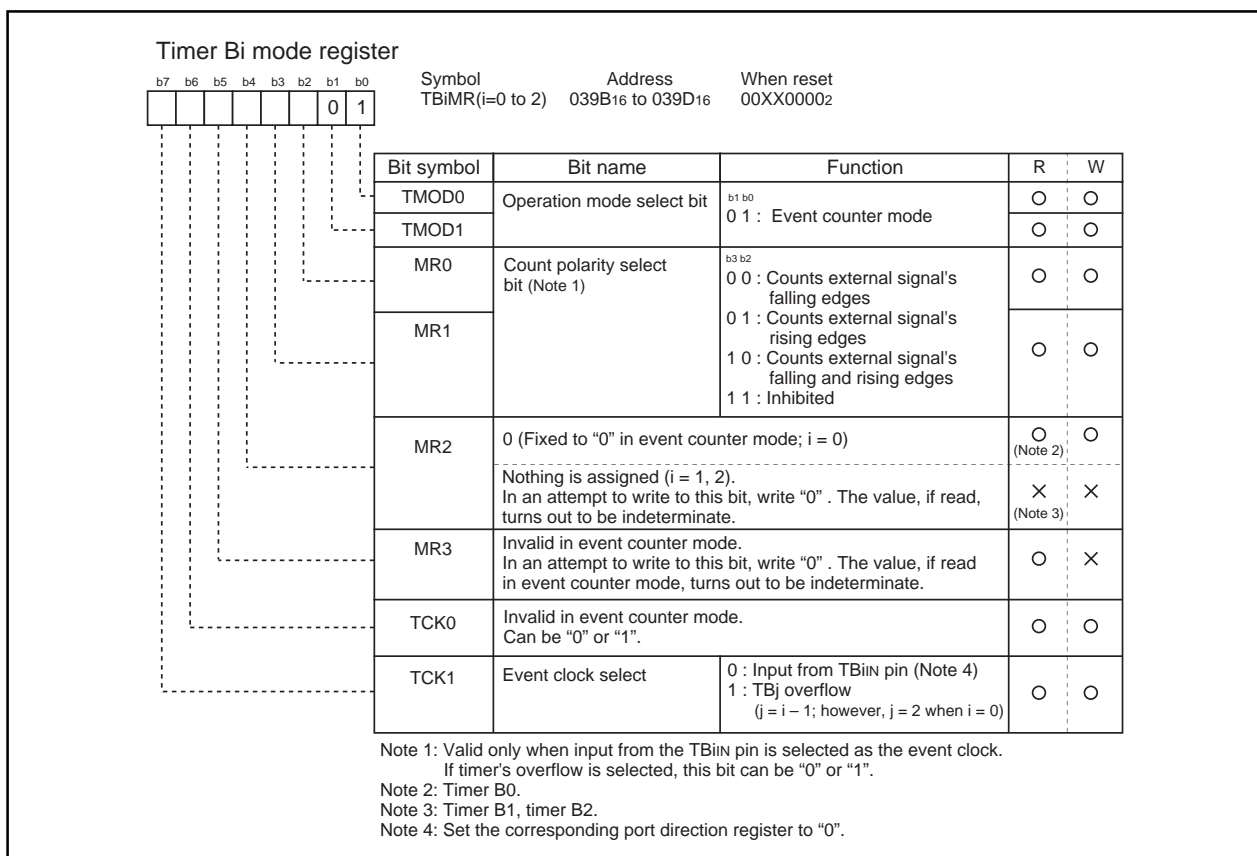 Timer Bi mode register
b7 b6 b5 b4 b3 b2 b1 b0
0 1
Symbol Address When reset
TBiMR(i=0 to 2) 039B16 to 039D16 00XX00002
Bit symbol Bit name Function R W
TMOD0
TMOD1
Operation mode select bit
b1 b0
0 1 : Event counter mode
MR0
MR1
Count polarity select
bit (Note 1)
b3 b2
0 0 : Counts external signal's
falling edges
0 1 : Counts external signal's
rising edges
1 0 : Counts external signal's
falling and rising edges
1 1 : Inhibited
MR2
0 (Fixed to “0” in event counter mode; i = 0)
(Note 2)
Nothing is assigned (i = 1, 2).
In an attempt to write to this bit, write “0” . The value, if read,
turns out to be indeterminate.
(Note 3)
MR3
Invalid in event counter mode.
In an attempt to write to this bit, write “0” . The value, if read
in event counter mode, turns out to be indeterminate.
TCK0
Invalid in event counter mode.
Can be “0” or “1”.
TCK1
Event clock select
0 : Input from TBiIN pin (Note 4)
1 : TBj overflow
(j = i – 1; however, j = 2 when i = 0)
Note 1: Valid only when input from the TBiIN pin is selected as the event clock.
If timer's overflow is selected, this bit can be “0” or “1”.
Note 2: Timer B0.
Note 3: Timer B1, timer B2.
Note 4: Set the corresponding port direction register to “0”.